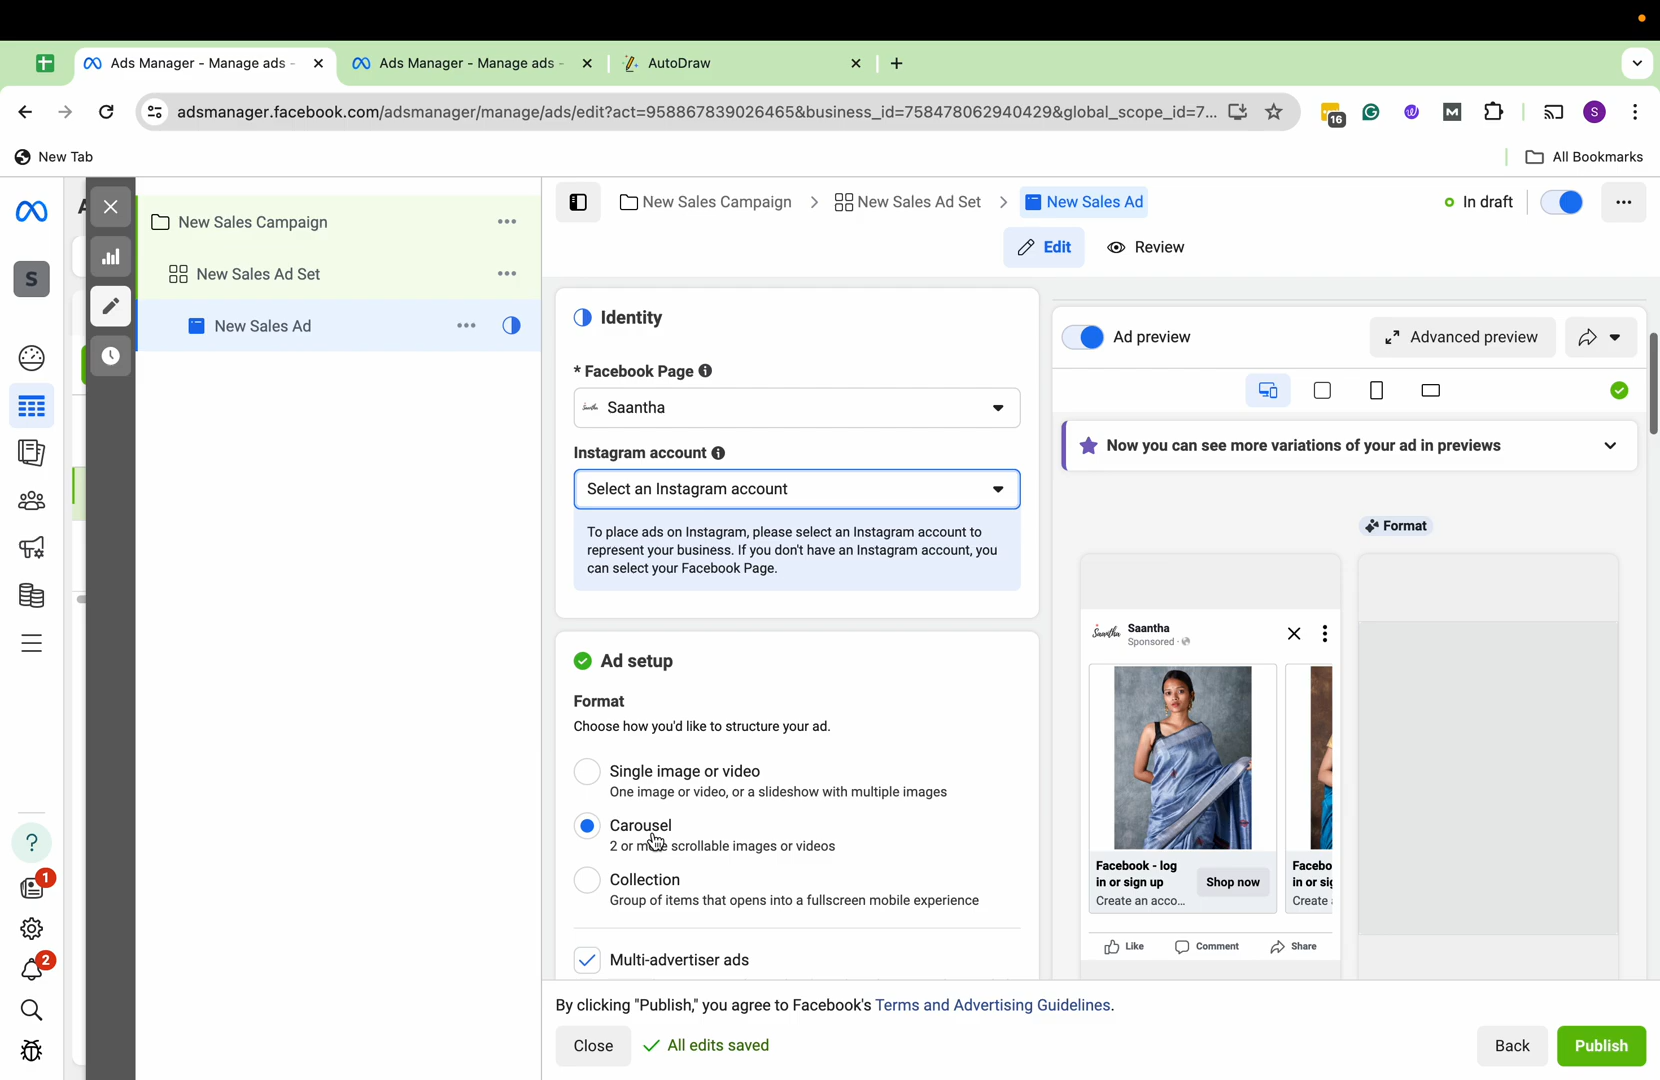 Ads Manager - Manage ads -
Ads Manager - Manage ads -
AutoDraw
adsmanager.facebook.com/adsmanager/manage/ads/edit?act=958867839026465&business_id=758478062940429&global_scope_id=7...
16
S
New Tab
All Bookmarks
S
New Sales Campaign
New Sales Ad Set
New Sales Ad
New Sales Campaign
New Sales Ad Set
New Sales Ad
In draft
Edit
Review
Identity
* Facebook Page
Saantha
Instagram account
Select an Instagram account
To place ads on Instagram, please select an Instagram account to
represent your business. If you don't have an Instagram account, you
can select your Facebook Page.
Ad setup
Format
Choose how you'd like to structure your ad.
Single image or video
One image or video, or a slideshow with multiple images
Carousel
2 or more scrollable images or videos
Collection
Group of items that opens into a fullscreen mobile experience
Multi-advertiser ads
Ad preview
Advanced preview
Now you can see more variations of your ad in previews
Format
Saantha
Saantha
Sponsored ·
Facebook - log
in or sign up
Create an acco...
Shop now
Facebo
in or sig
Create
Like
Comment
Share
1
2
By clicking "Publish," you agree to Facebook's Terms and Advertising Guidelines.
Close
All edits saved
Back
Publish